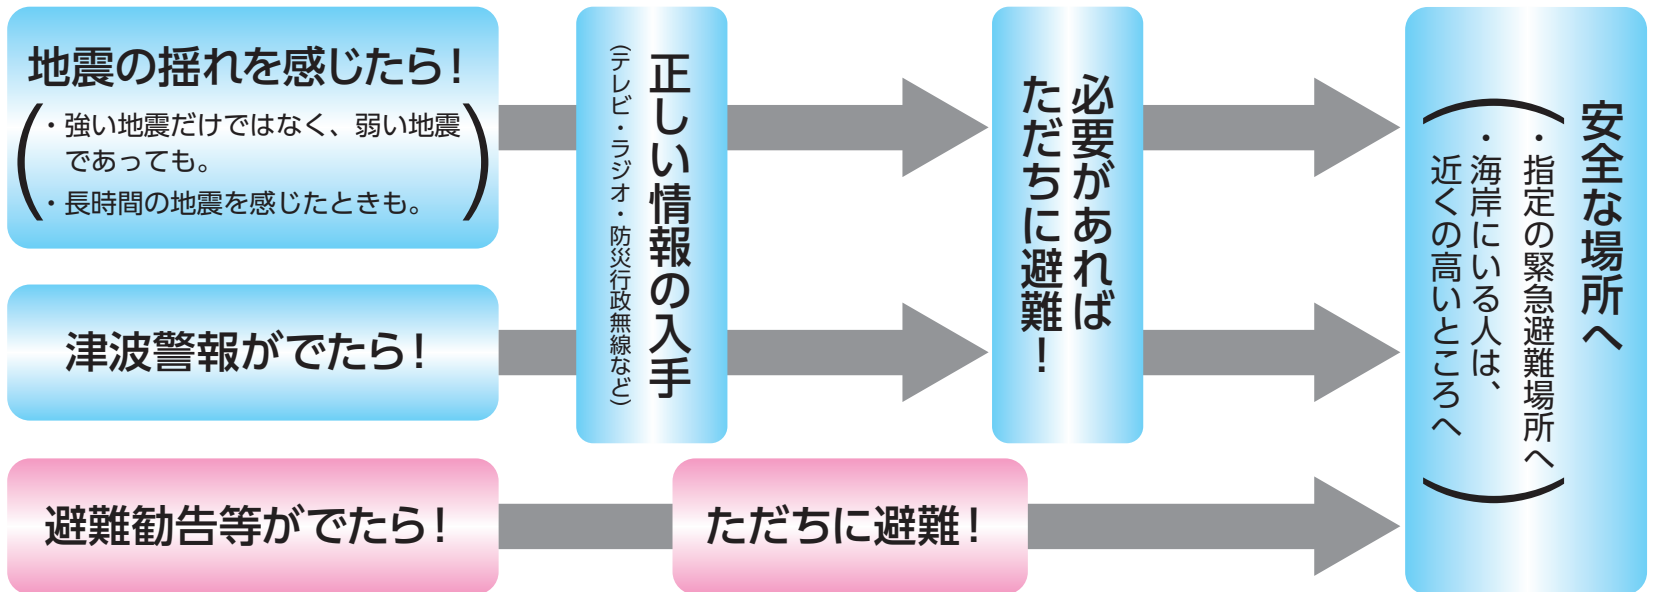 地震の揺れを感じたら！
・強い地震だけではなく、弱い地震
であっても。
・長時間の地震を感じたときも。
正しい情報の入手
（テレビ・ラジオ・防災行政無線など）
必要があれば
ただちに避難！
安全な場所へ
・指定の緊急避難場所へ
・海岸にいる人は、
近くの高いところへ
津波警報がでたら！
避難勧告等がでたら！
ただちに避難！